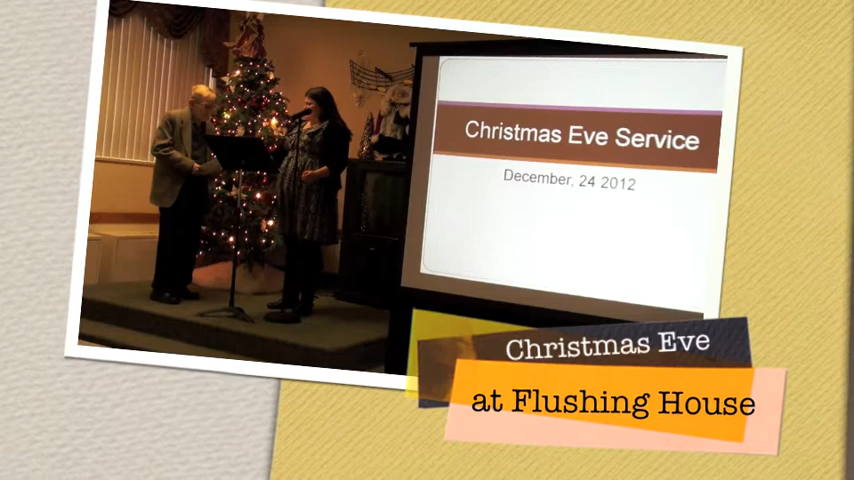 Christmas Eve Service
December, 24 2012
Christmas Eve
at Flushing House